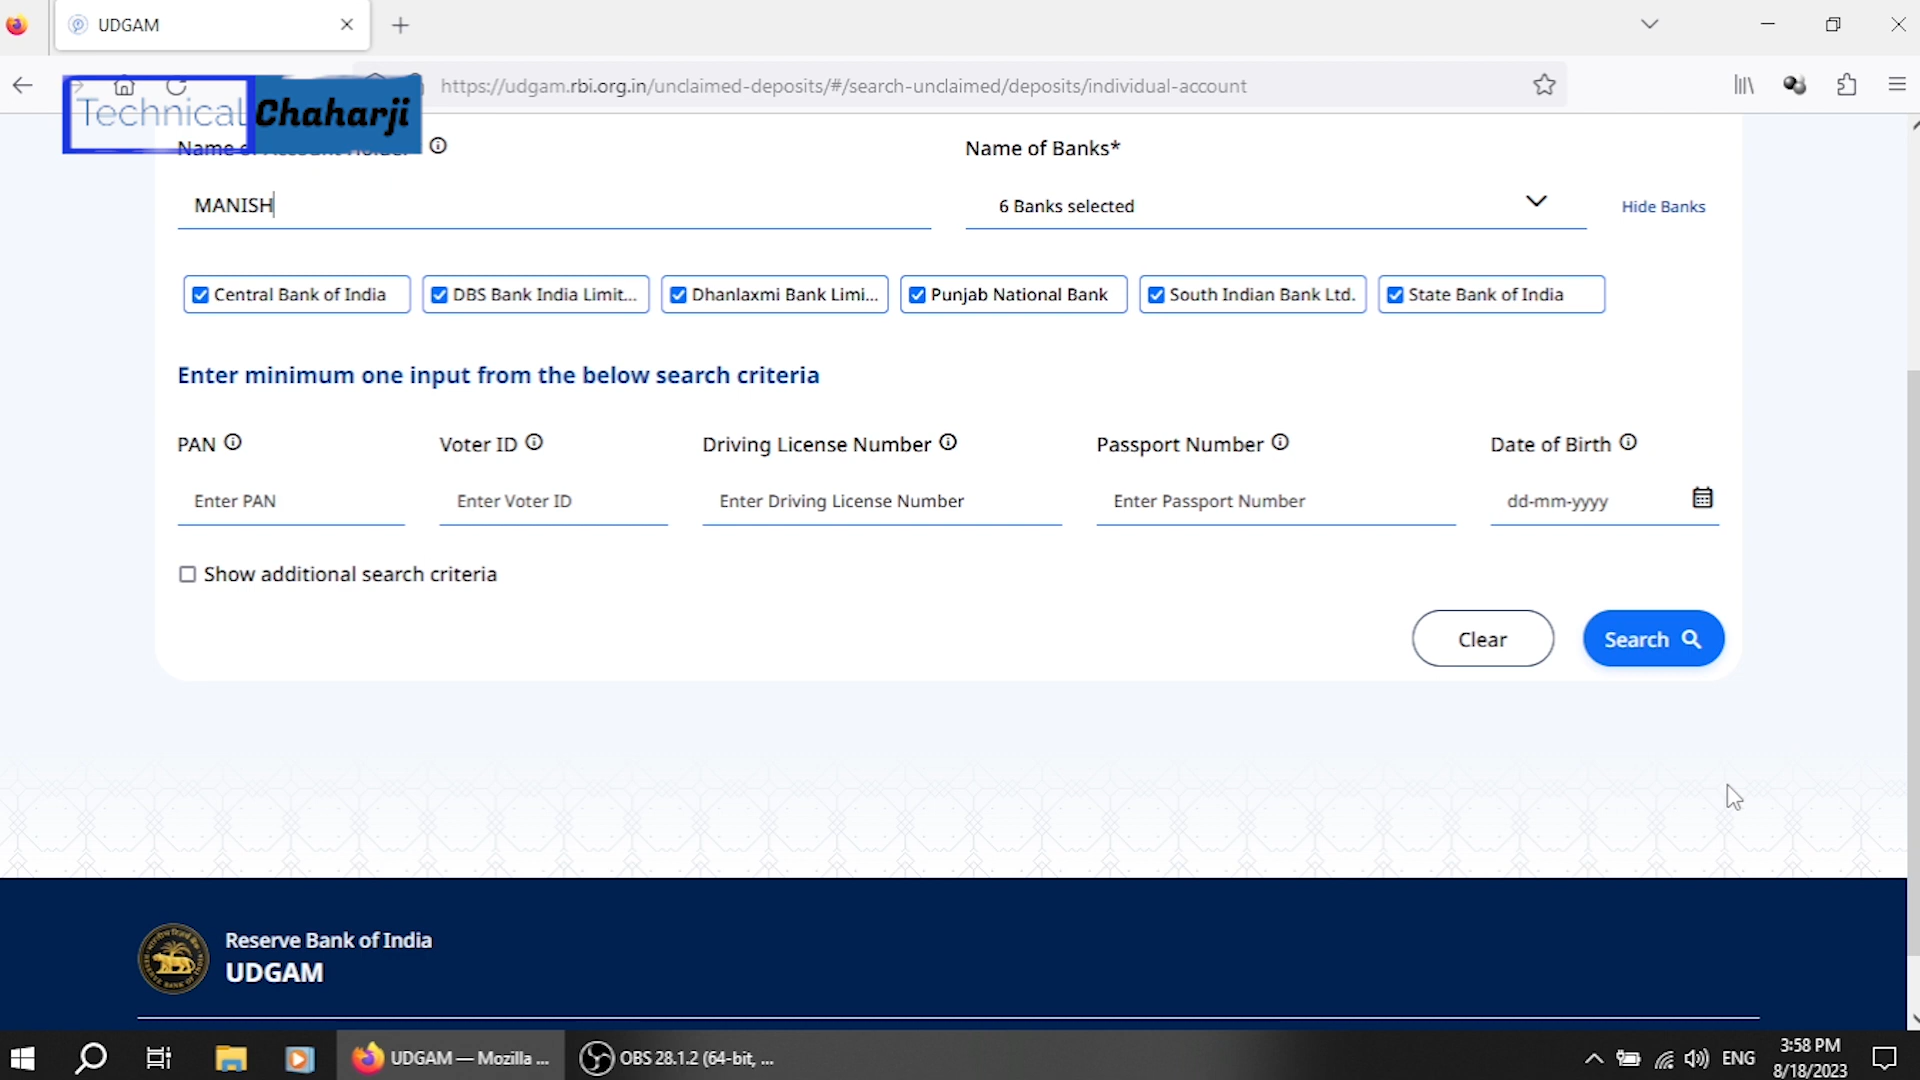 UDGAM
https://udgam.rbi.org.in/unclaimed-deposits/#/search-unclaimed/deposits/individual-account
Technical Chaharji
Name of Account Holder
Name of Banks*
MANISH
6 Banks selected
Hide Banks
Central Bank of India
DBS Bank India Limit...
Dhanlaxmi Bank Limi...
Punjab National Bank
South Indian Bank Ltd.
State Bank of India
Enter minimum one input from the below search criteria
PAN
Voter ID
Driving License Number
Passport Number
Date of Birth
Enter PAN
Enter Voter ID
Enter Driving License Number
Enter Passport Number
dd-mm-yyyy
Show additional search criteria
Clear
Search
Reserve Bank of India
UDGAM
UDGAM — Mozilla ...
OBS 28.1.2 (64-bit, ...
ENG
3:58 PM
8/18/2023